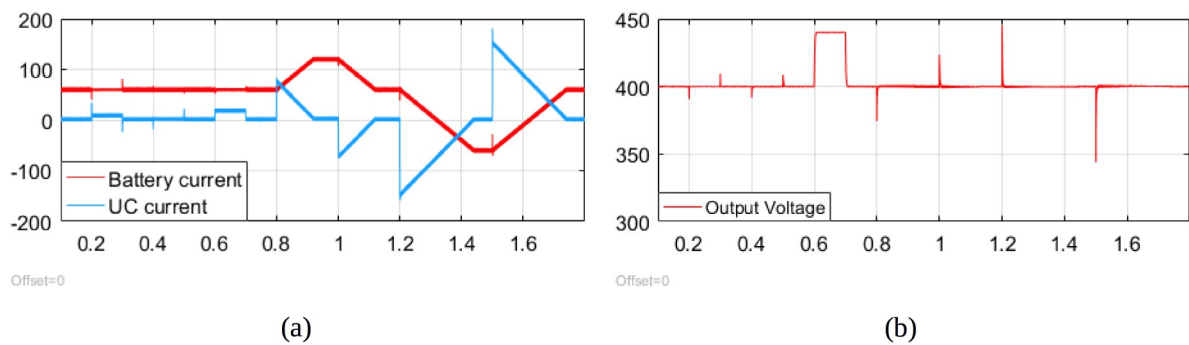 200
100
0
-100
-200
Battery current
UC current
0.2 0.4 0.6 0.8 1 1.2 1.4 1.6
Offset=0
(a)
450
400
350
300
Output Voltage
0.2 0.4 0.6 0.8 1 1.2 1.4 1.6
Offset=0
(b)